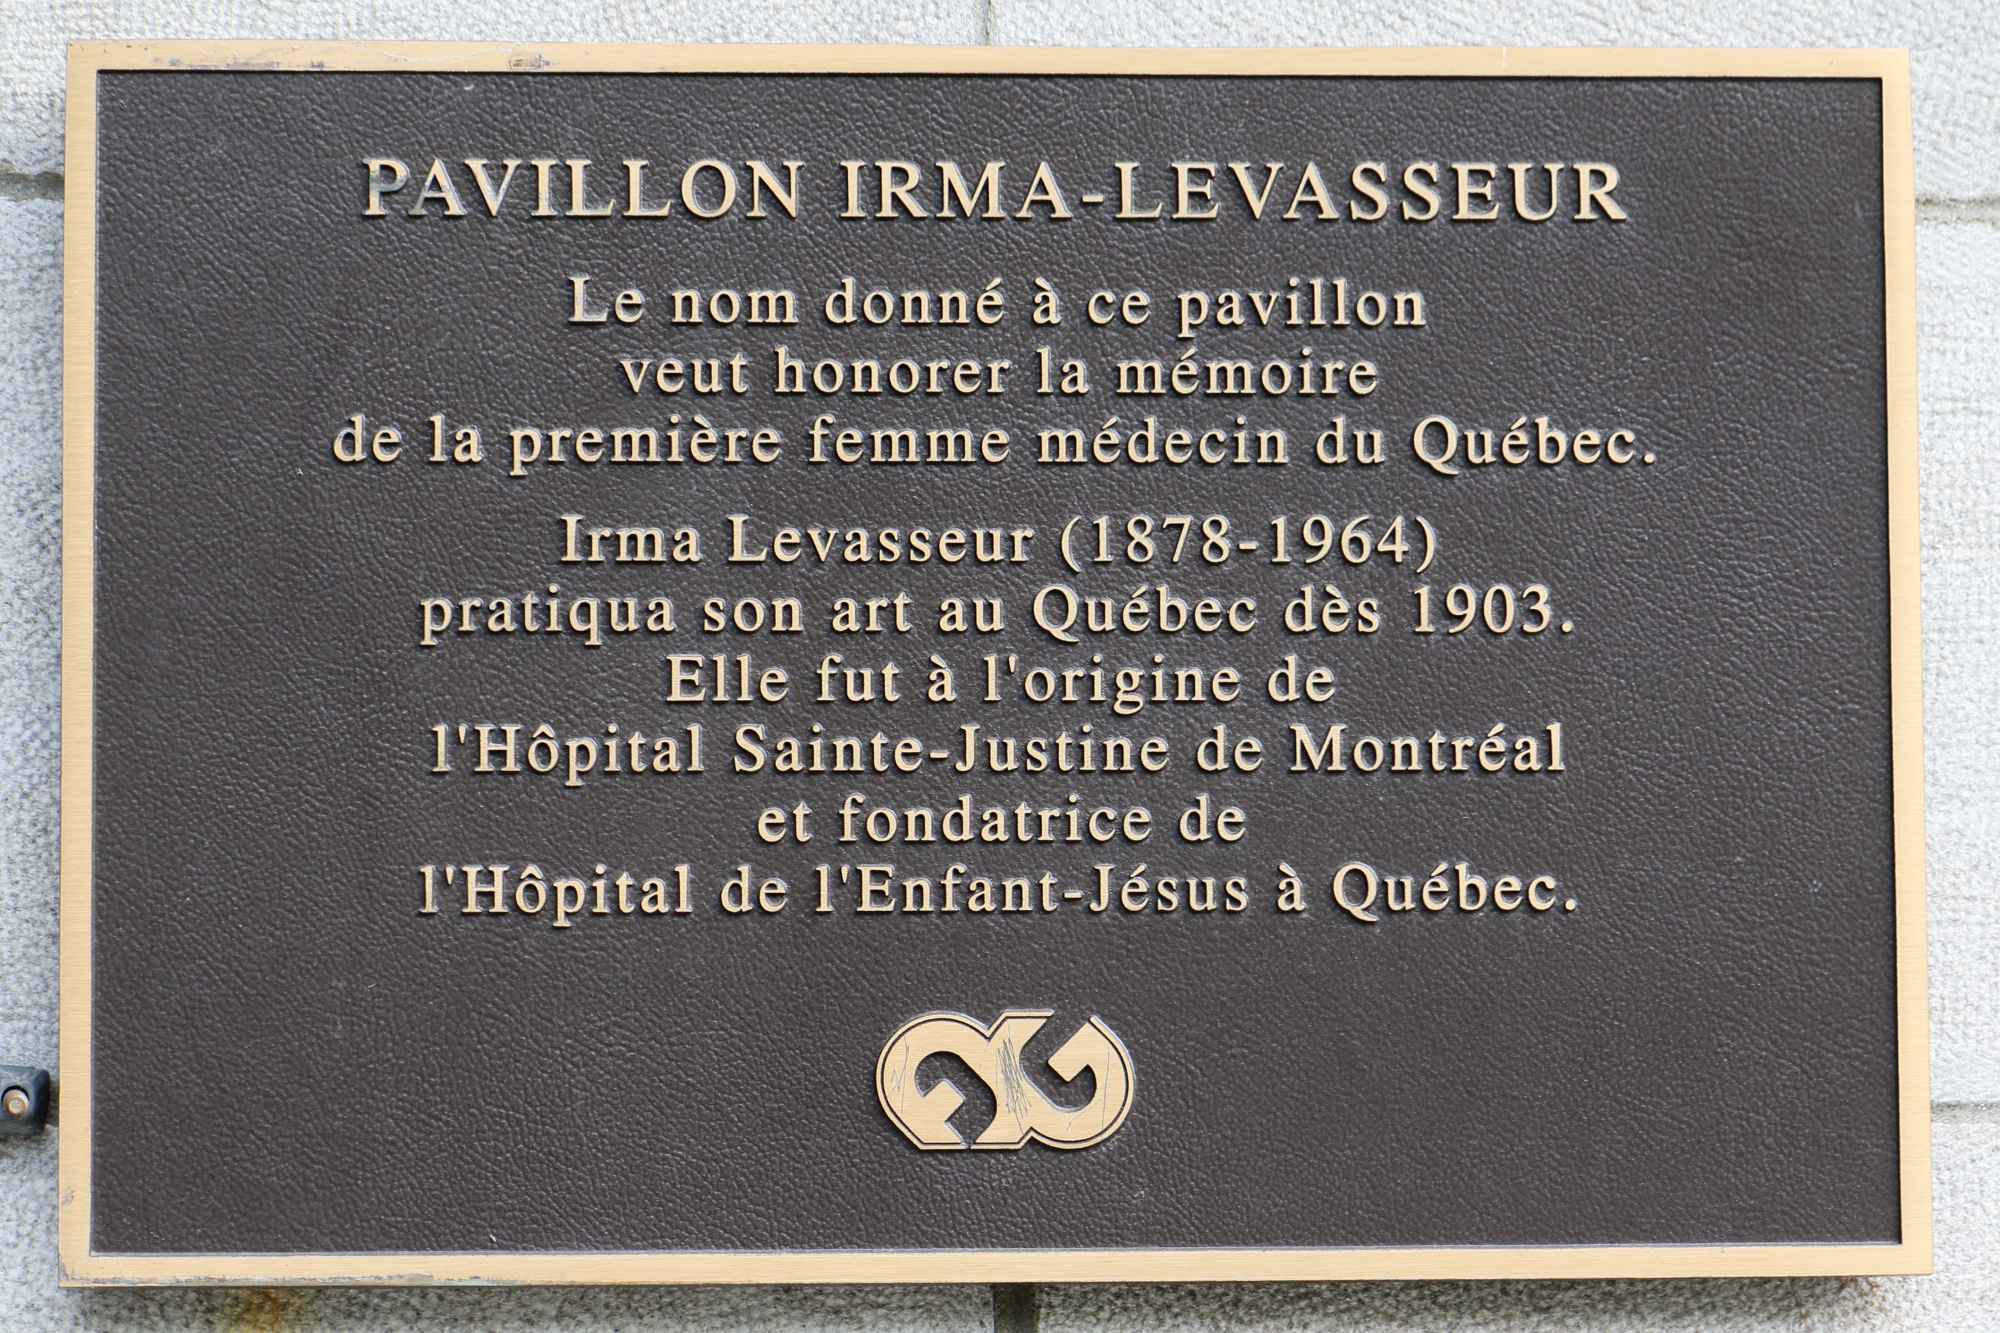 PAVILLON IRMA-LEVASSEUR
Le nom donné à ce pavillon
veut honorer la mémoire
de la première femme médecin du Québec.
Irma Levasseur (1878-1964)
pratiqua son art au Québec dès 1903.
Elle fut à l'origine de
l'Hôpital Sainte-Justine de Montréal
et fondatrice de
l'Hôpital de l'Enfant-Jésus à Québec.